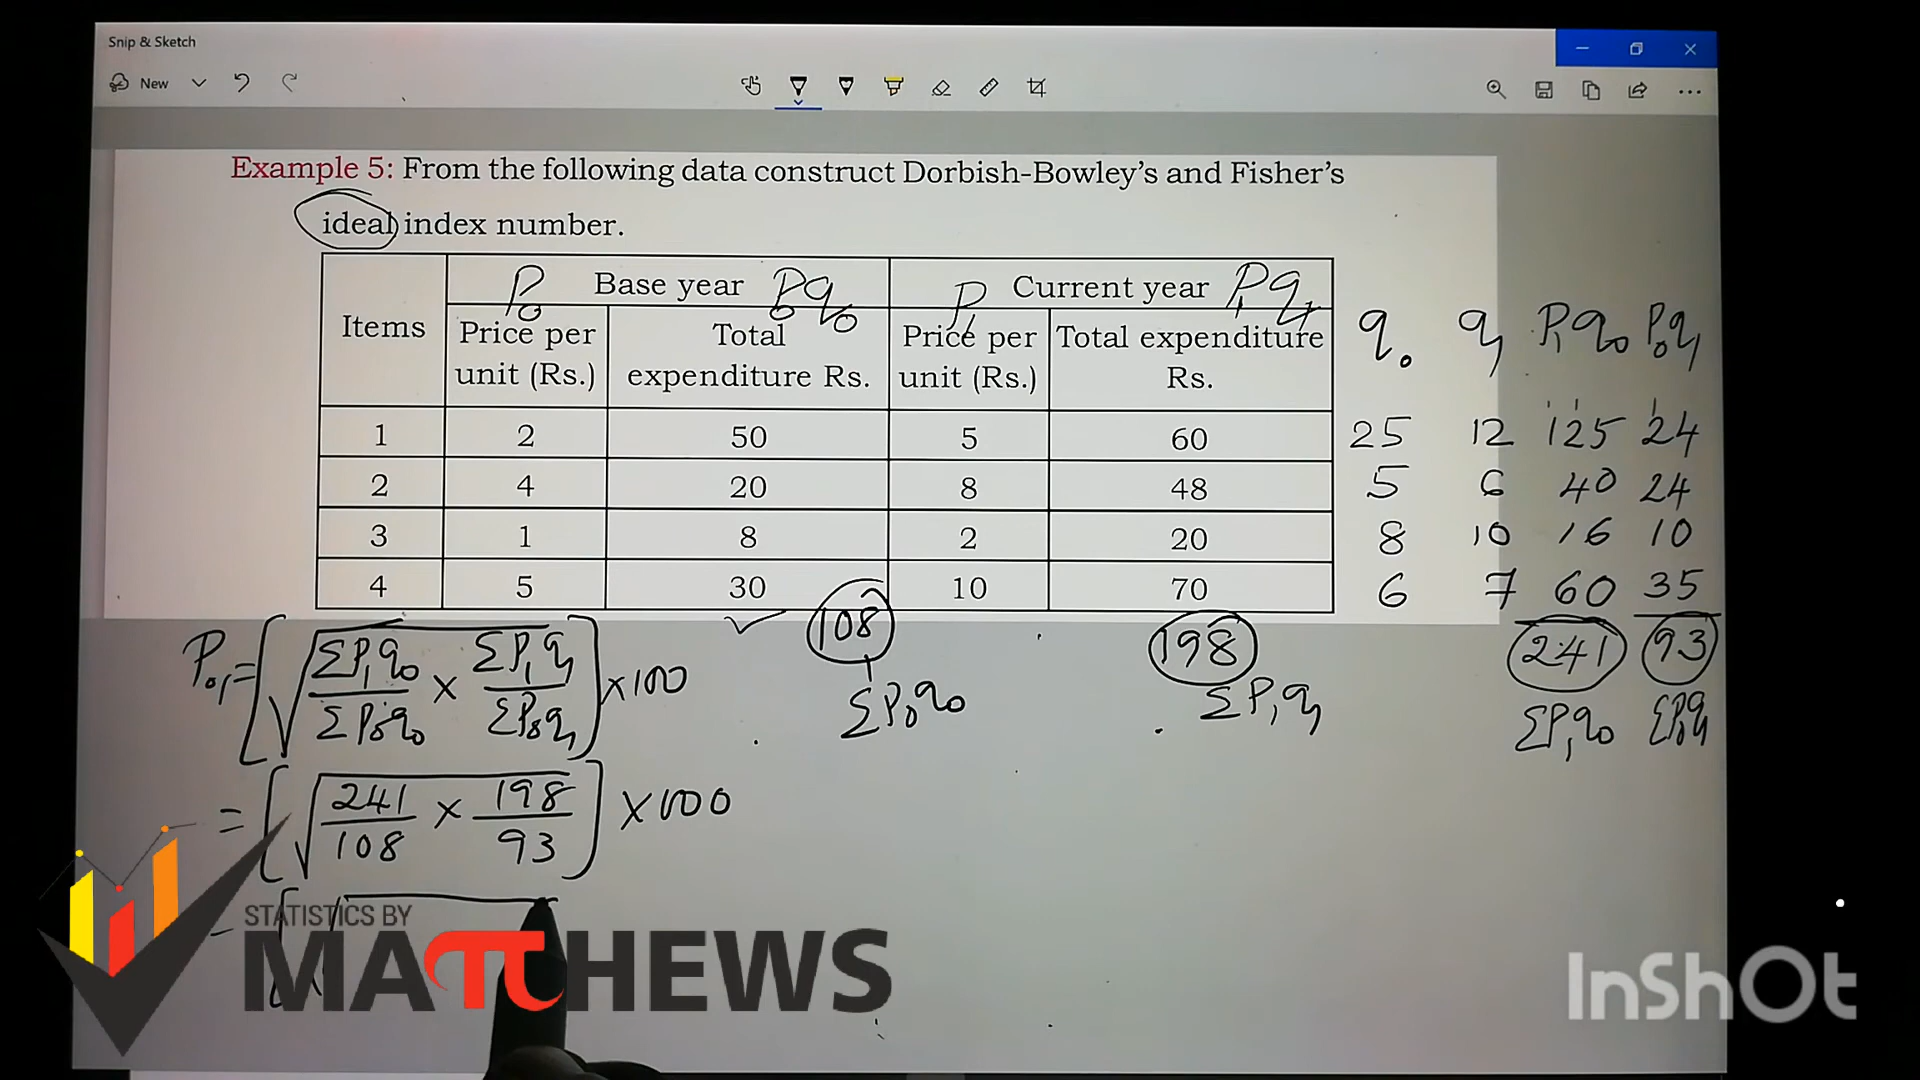 Snip & Sketch
New
Example 5: From the following data construct Dorbish-Bowley's and Fisher's
ideal index number.
Items P₀ Base year P₀q₀ P₁ Current year P₁q₁
Price per unit (Rs.) Total expenditure Rs. Price per unit (Rs.) Total expenditure Rs. q₀ q₁ P₁q₀ P₀q₁
1 2 50 5 60 25 12 125 24
2 4 20 8 48 5 6 40 24
3 1 8 2 20 8 10 16 10
4 5 30 10 70 6 7 60 35
108 198 241 93
ΣP₀q₀ ΣP₁q₁ ΣP₁q₀ ΣP₀q₁
P₀₁ = [√(ΣP₁q₀/ΣP₀q₀ × ΣP₁q₁/ΣP₀q₁)] × 100
= [√(241/108 × 198/93)] × 100
= [√
STATISTICS BY
MATTHEWS
InShOt